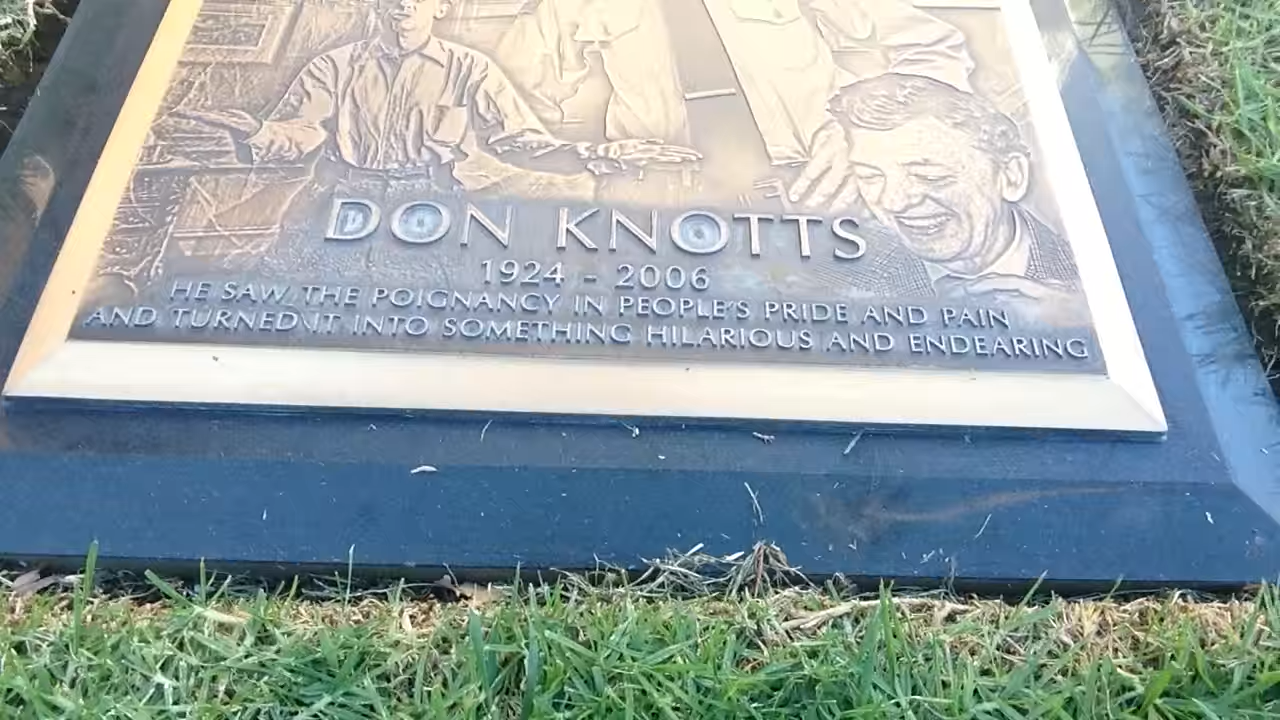 DON KNOTTS
1924 - 2006
HE SAW THE POIGNANCY IN PEOPLE'S PRIDE AND PAIN
AND TURNED IT INTO SOMETHING HILARIOUS AND ENDEARING